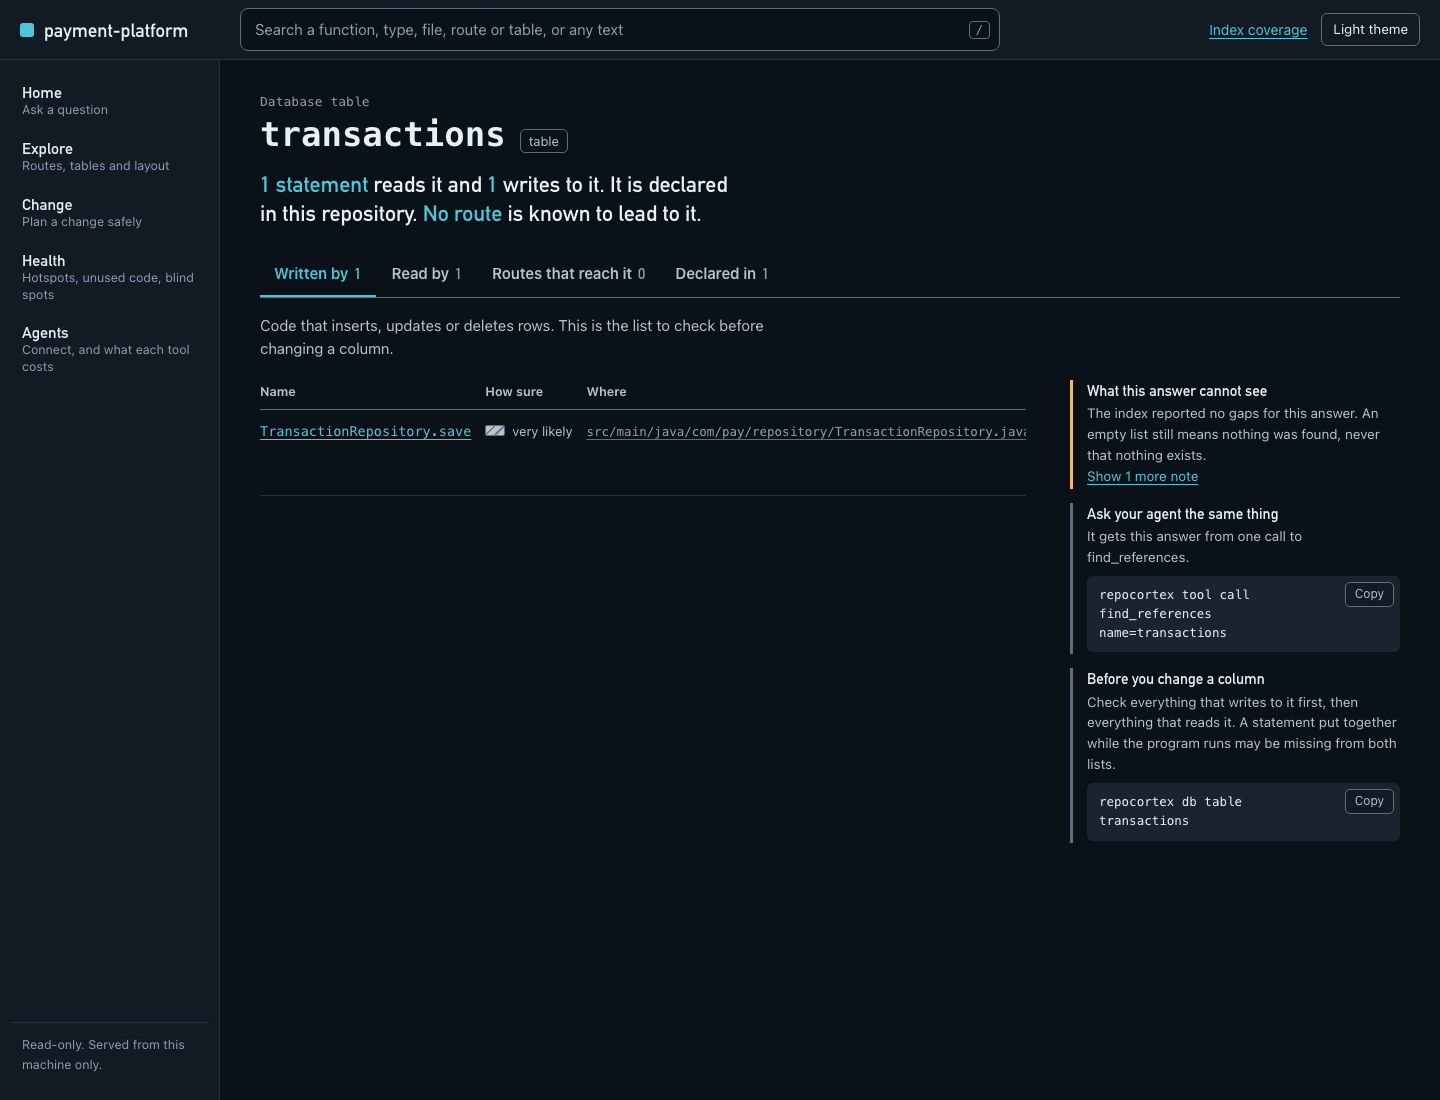 payment-platform
Search a function, type, file, route or table, or any text
/
Index coverage
Light theme
Home
Ask a question
Explore
Routes, tables and layout
Change
Plan a change safely
Health
Hotspots, unused code, blind
spots
Agents
Connect, and what each tool
costs
Read-only. Served from this
machine only.
Database table
transactions table
1 statement reads it and 1 writes to it. It is declared
in this repository. No route is known to lead to it.
Written by 1 Read by 1 Routes that reach it 0 Declared in 1
Code that inserts, updates or deletes rows. This is the list to check before
changing a column.
Name How sure Where
TransactionRepository.save very likely src/main/java/com/pay/repository/TransactionRepository.java
What this answer cannot see
The index reported no gaps for this answer. An
empty list still means nothing was found, never
that nothing exists.
Show 1 more note
Ask your agent the same thing
It gets this answer from one call to
find_references.
repocortex tool call
find_references
name=transactions
Copy
Before you change a column
Check everything that writes to it first, then
everything that reads it. A statement put together
while the program runs may be missing from both
lists.
repocortex db table
transactions
Copy